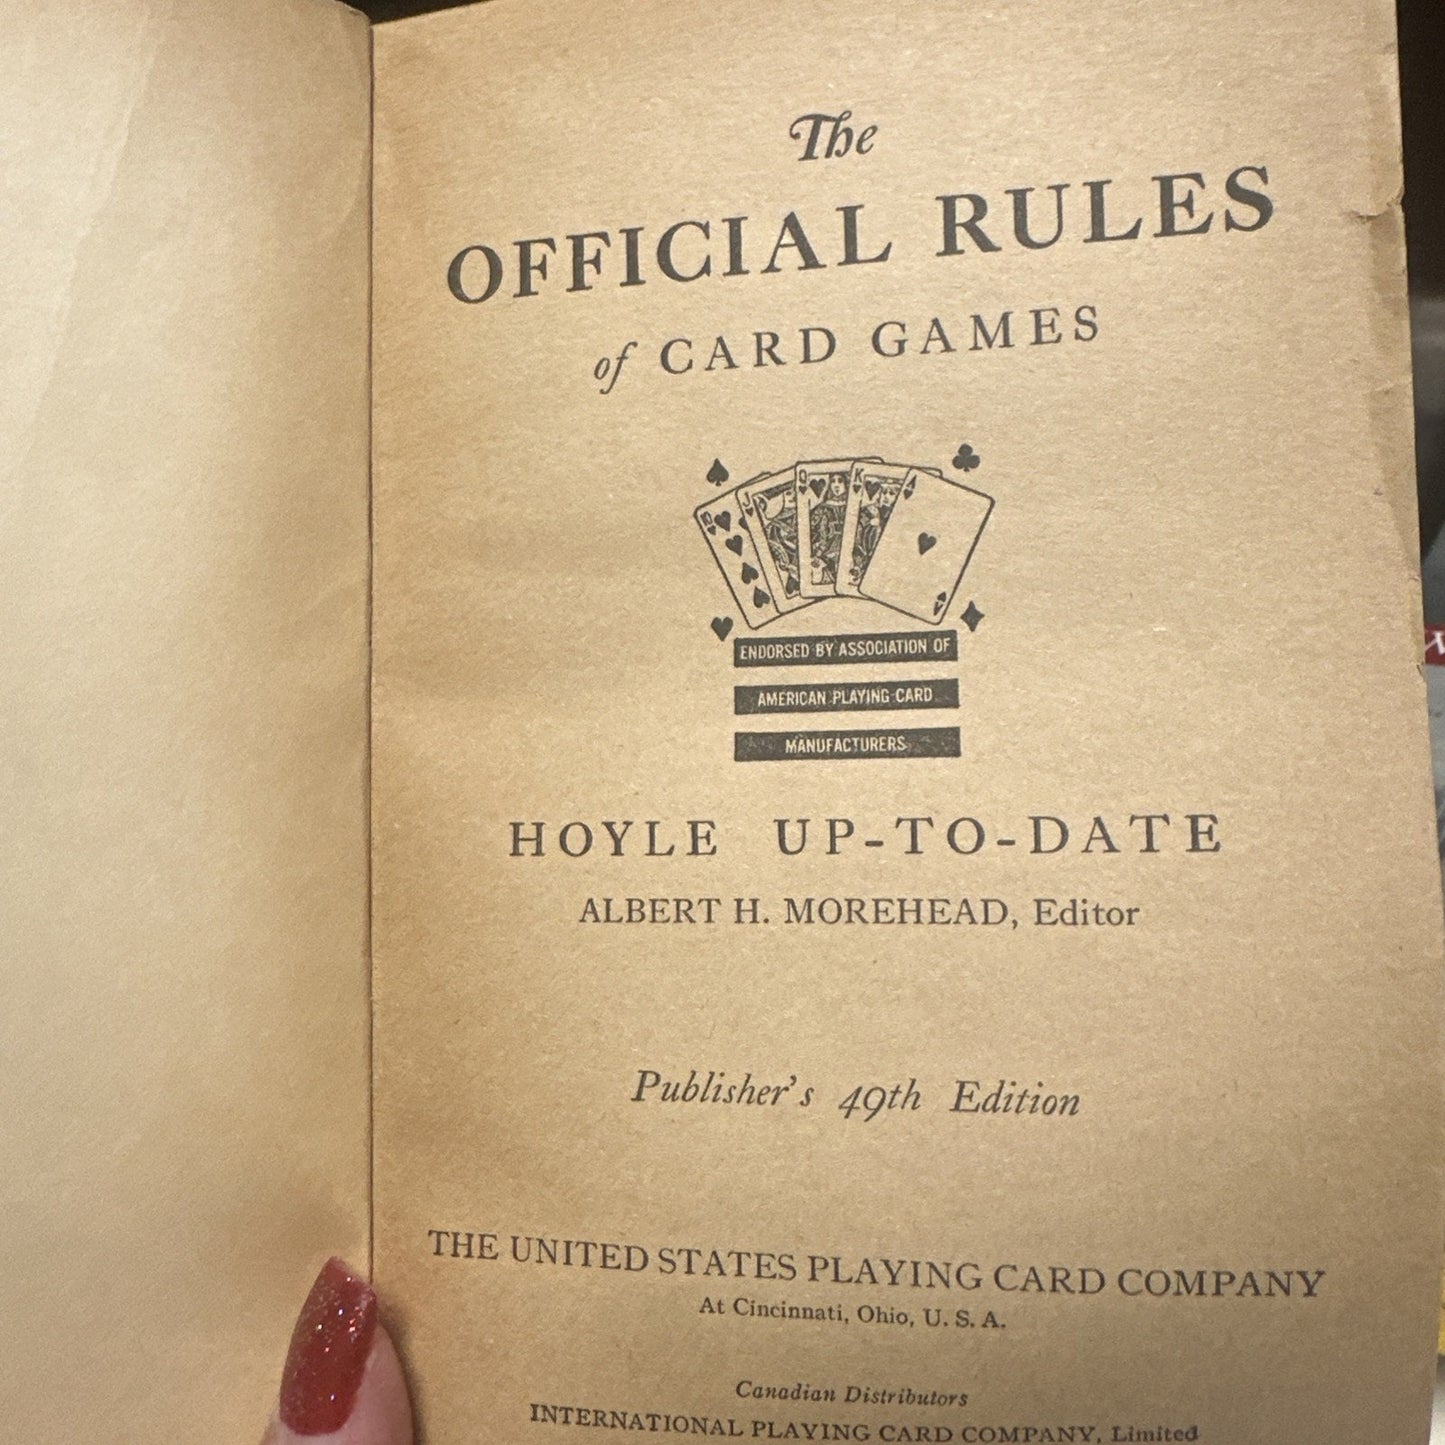 The
OFFICIAL RULES
of CARD GAMES
10 J Q K A
A
ENDORSED BY ASSOCIATION OF
AMERICAN PLAYING CARD
MANUFACTURERS
HOYLE UP-TO-DATE
ALBERT H. MOREHEAD, Editor
Publisher's 49th Edition
THE UNITED STATES PLAYING CARD COMPANY
At Cincinnati, Ohio, U. S. A.
Canadian Distributors
INTERNATIONAL PLAYING CARD COMPANY, Limited